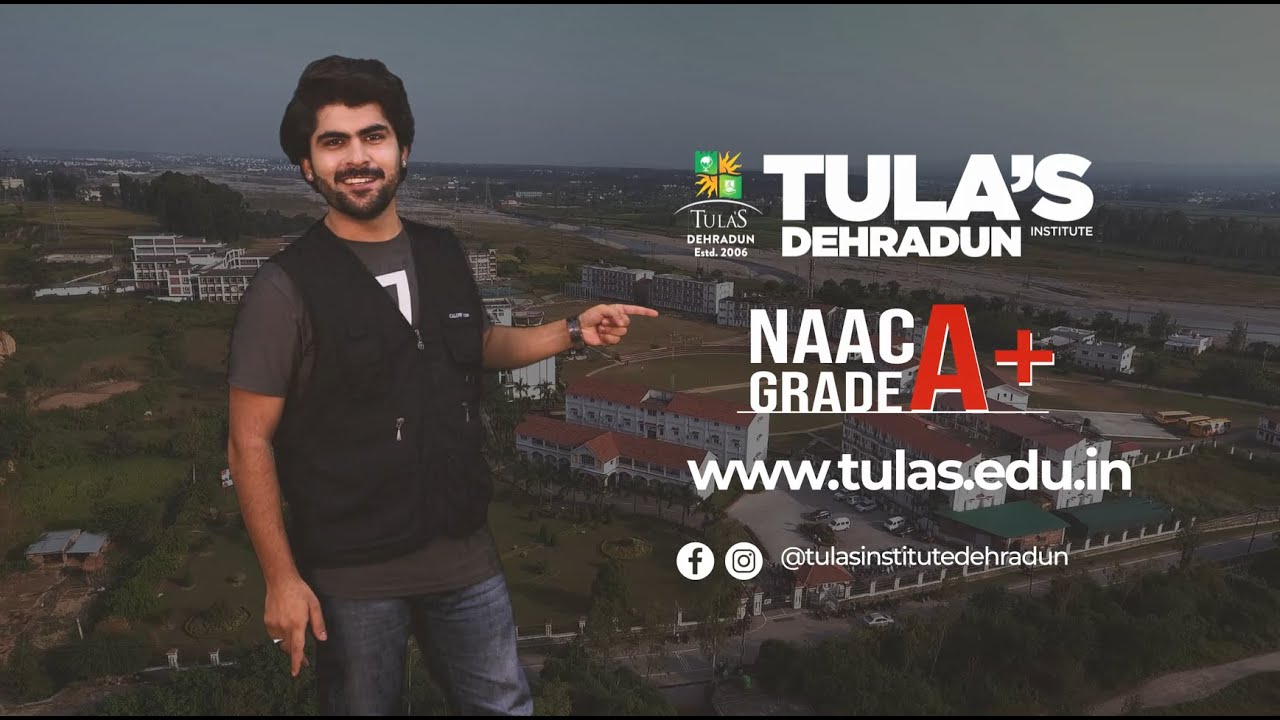 TULA'S
DEHRADUN
Estd. 2006
TULA'S
DEHRADUN INSTITUTE
NAAC
GRADE A+
www.tulas.edu.in
@tulasinstitutedehradun